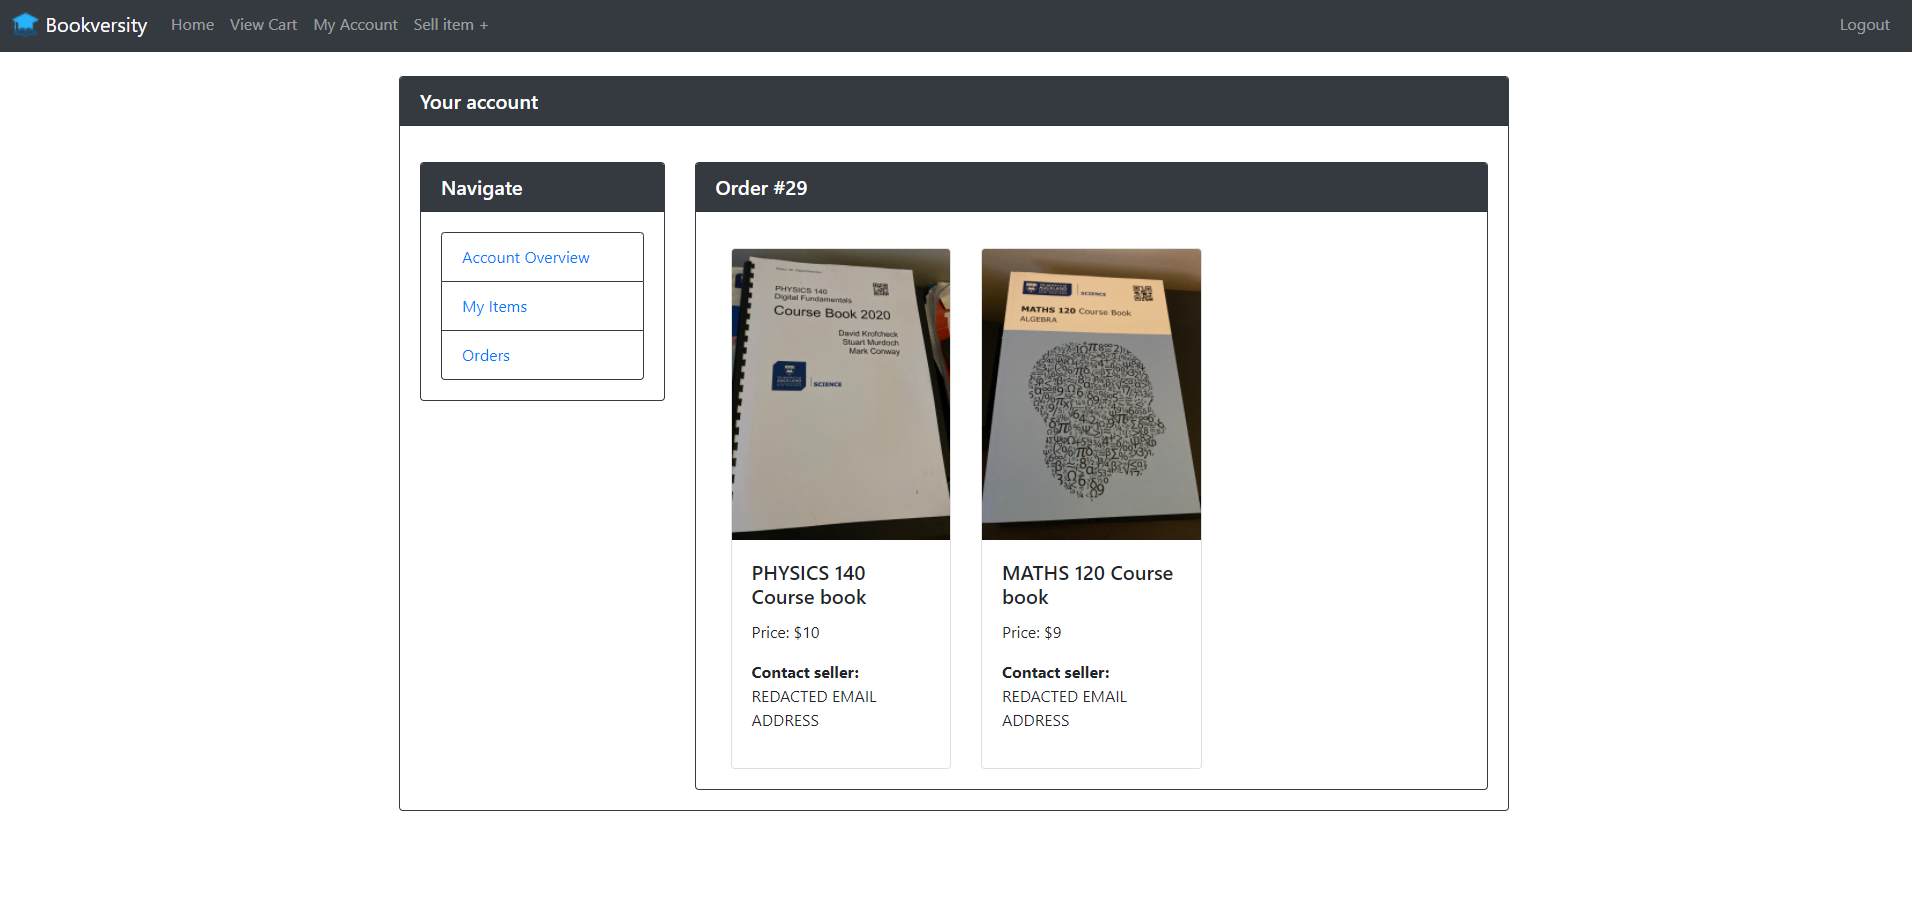 Bookversity
Home
View Cart
My Account
Sell item +
Logout
Your account
Navigate
Account Overview
My Items
Orders
Order #29
PHYSICS 140
Digital Fundamentals
Course Book 2020
David Krofcheck
Stuart Murdoch
Mark Conway
SCIENCE
PHYSICS 140
Course book
Price: $10
Contact seller:
REDACTED EMAIL
ADDRESS
AUCKLAND
SCIENCE
MATHS 120 Course Book
ALGEBRA
MATHS 120 Course
book
Price: $9
Contact seller:
REDACTED EMAIL
ADDRESS